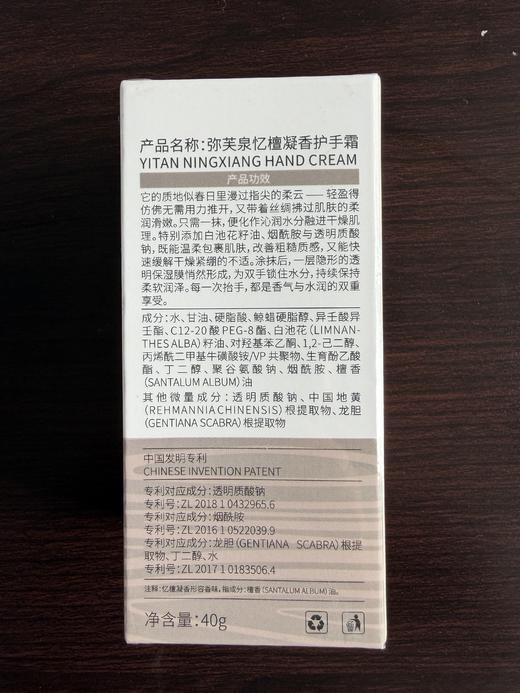 产品名称:弥芙泉忆檀凝香护手霜
YITAN NINGXIANG HAND CREAM
产品功效
它的质地似春日里漫过指尖的柔云——轻盈得
仿佛无需用力推开,又带着丝绸拂过肌肤的柔
润滑嫩。只需一抹,便化作沁润水分融进干燥肌
理。特别添加白池花籽油、烟酰胺与透明质酸
钠,既能温柔包裹肌肤,改善粗糙质感,又能快
速缓解干燥紧绷的不适。涂抹后,一层隐形的透
明保湿膜悄然形成,为双手锁住水分,持续保持
柔软润泽。每一次抬手,都是香气与水润的双重
享受。
成分:水、甘油、硬脂酸、鲸蜡硬脂醇、异壬酸异
壬酯、C12-20酸PEG-8酯、白池花(LIMNAN-
THES ALBA)籽油、对羟基苯乙酮、1,2-己二醇、
丙烯酰二甲基牛磺酸铵/VP共聚物、生育酚乙酸
酯、丁二醇、聚谷氨酸钠、烟酰胺、檀香
(SANTALUM ALBUM)油
其他微量成分:透明质酸钠、中国地黄
(REHMANNIA CHINENSIS)根提取物、龙胆
(GENTIANA SCABRA)根提取物
中国发明专利
CHINESE INVENTION PATENT
专利对应成分:透明质酸钠
专利号:ZL 2018 1 0432965.6
专利对应成分:烟酰胺
专利号:ZL 2016 1 0522039.9
专利对应成分:龙胆(GENTIANA SCABRA)根提
取物、丁二醇、水
专利号:ZL 2017 1 0183506.4
注释:忆檀凝香形容香味,指成分:檀香(SANTALUM ALBUM)油。
净含量:40g